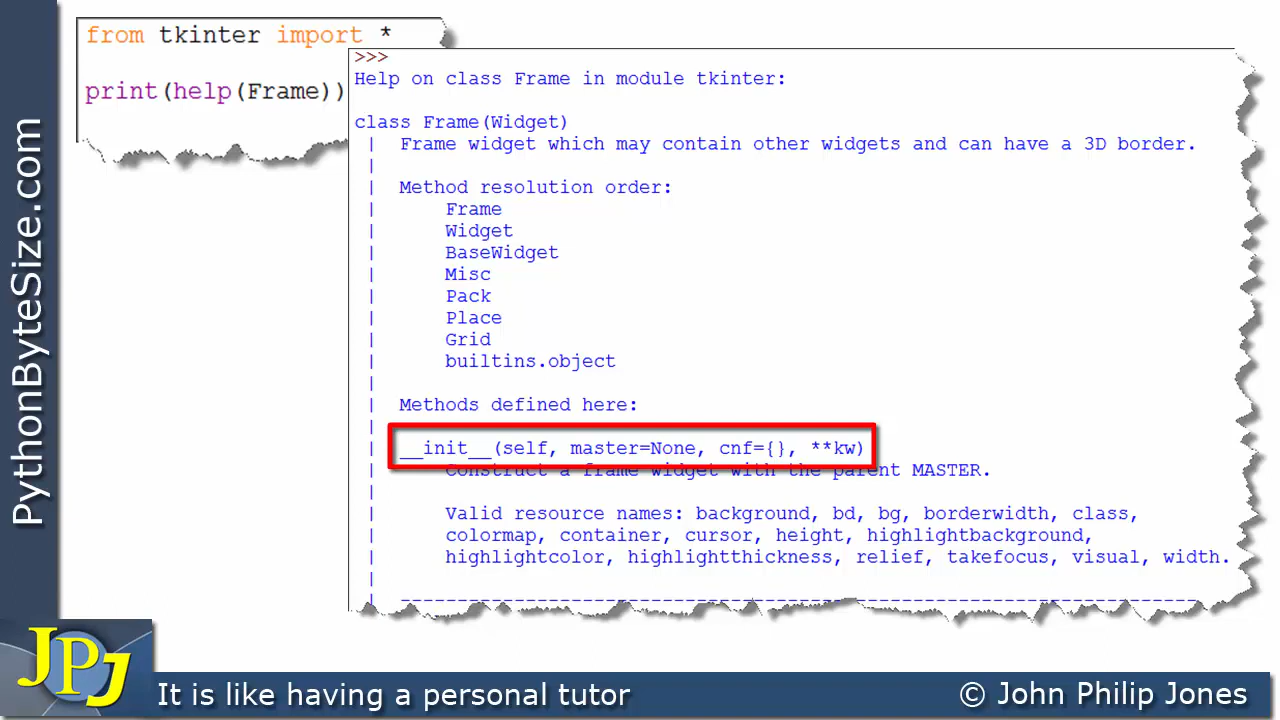 from tkinter import *
print(help(Frame))
>>>
Help on class Frame in module tkinter:
class Frame(Widget)
 |  Frame widget which may contain other widgets and can have a 3D border.
 |
 |  Method resolution order:
 |      Frame
 |      Widget
 |      BaseWidget
 |      Misc
 |      Pack
 |      Place
 |      Grid
 |      builtins.object
 |
 |  Methods defined here:
 |
 |  __init__(self, master=None, cnf={}, **kw)
 |      Construct a frame widget with the parent MASTER.
 |
 |      Valid resource names: background, bd, bg, borderwidth, class,
 |      colormap, container, cursor, height, highlightbackground,
 |      highlightcolor, highlightthickness, relief, takefocus, visual, width.
 |
 |  ----------------------------------------------------------------------
PythonByteSize.com
JPJ
It is like having a personal tutor
© John Philip Jones